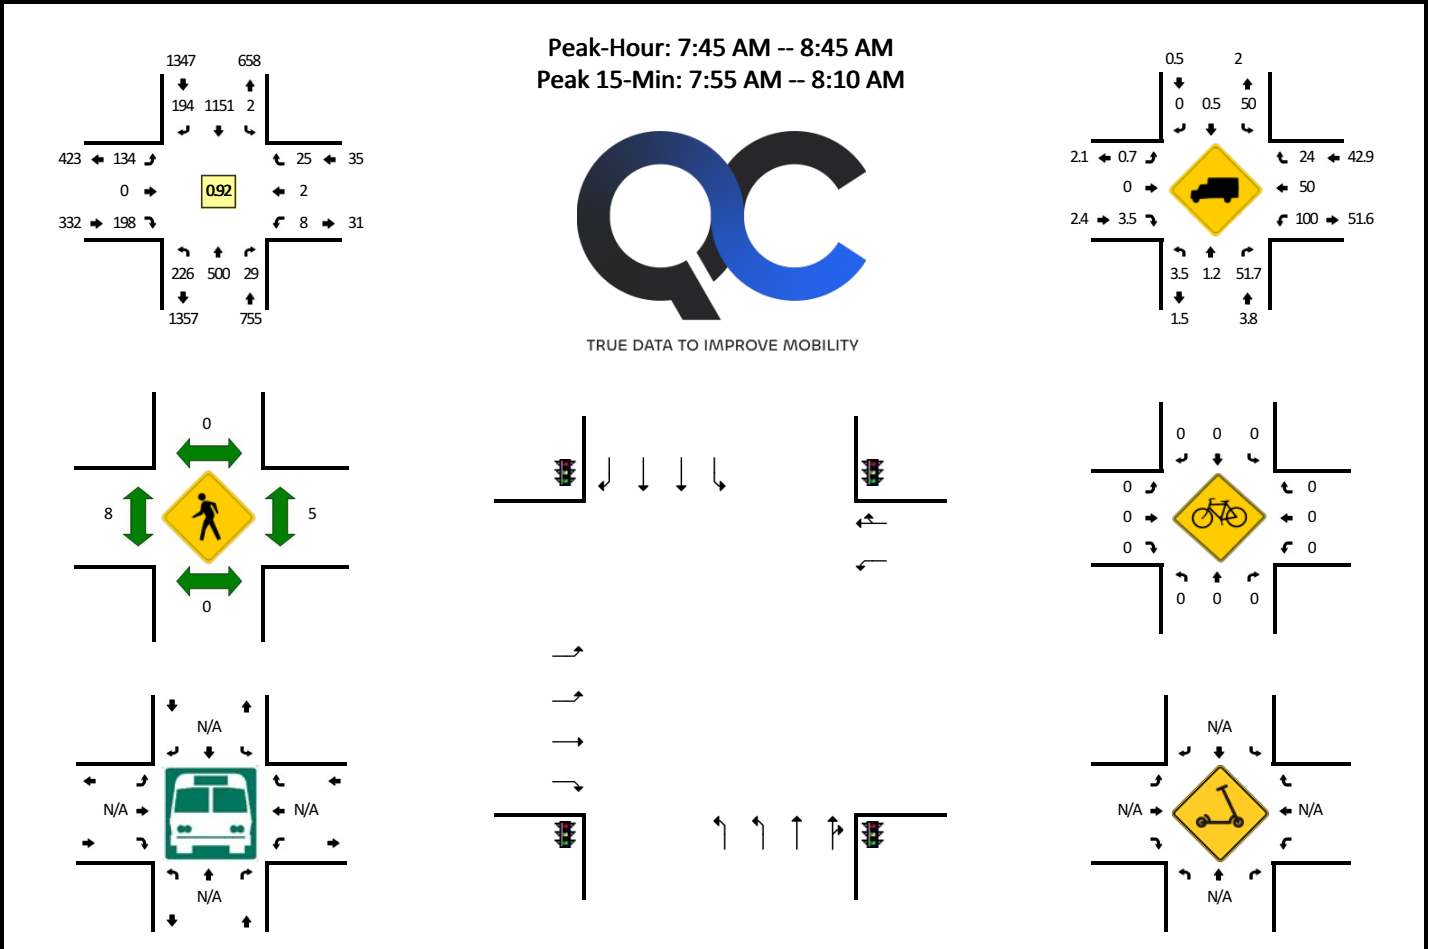 Peak-Hour: 7:45 AM -- 8:45 AM
Peak 15-Min: 7:55 AM -- 8:10 AM
1347 658
194 1151 2
423 134 25 35
0 0.92 2
332 198 8 31
226 500 29
1357 755
TRUE DATA TO IMPROVE MOBILITY
0.5 2
0 0.5 50
2.1 0.7 24 42.9
0 50
2.4 3.5 100 51.6
3.5 1.2 51.7
1.5 3.8
0
8 5
0
0 0 0
0 0
0 0
0 0
0 0 0
N/A
N/A N/A
N/A
N/A
N/A N/A
N/A